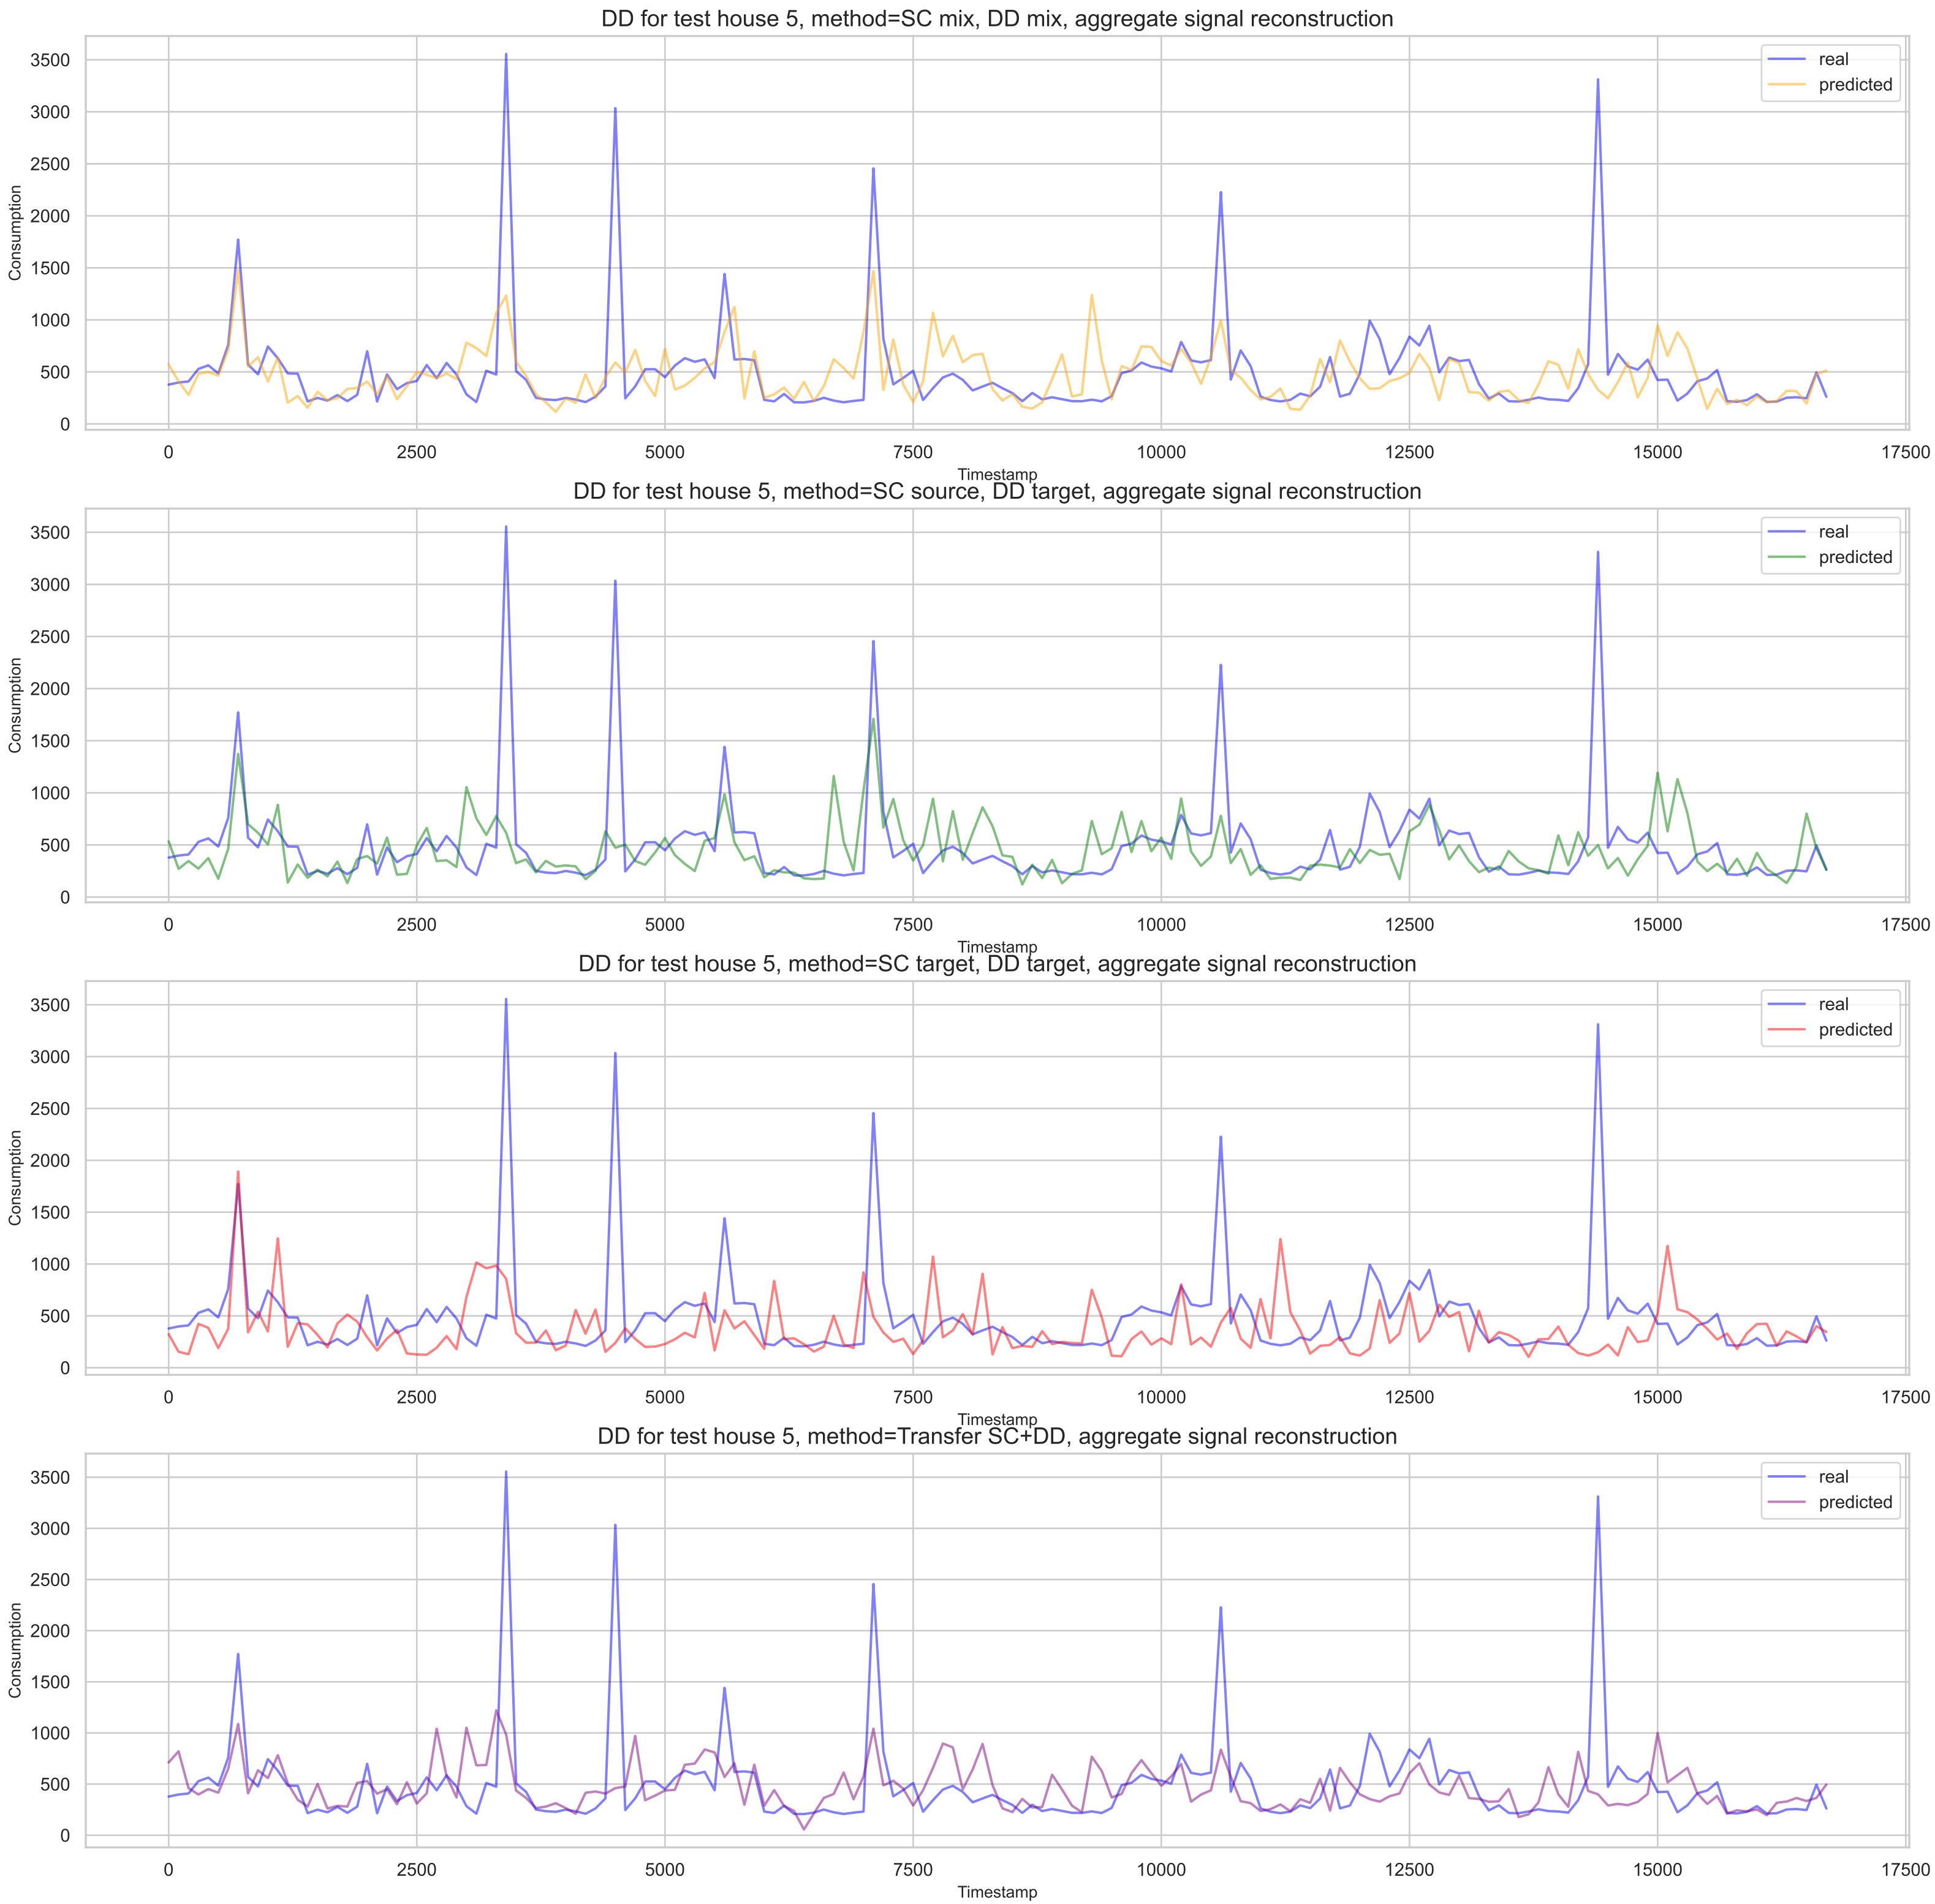 DD for test house 5, method=SC mix, DD mix, aggregate signal reconstruction
3500
3000
2500
2000
1500
1000
500
0
Consumption
real
predicted
0 2500 5000 7500 10000 12500 15000 17500
Timestamp
DD for test house 5, method=SC source, DD target, aggregate signal reconstruction
3500
3000
2500
2000
1500
1000
500
0
Consumption
real
predicted
0 2500 5000 7500 10000 12500 15000 17500
Timestamp
DD for test house 5, method=SC target, DD target, aggregate signal reconstruction
3500
3000
2500
2000
1500
1000
500
0
Consumption
real
predicted
0 2500 5000 7500 10000 12500 15000 17500
Timestamp
DD for test house 5, method=Transfer SC+DD, aggregate signal reconstruction
3500
3000
2500
2000
1500
1000
500
0
Consumption
real
predicted
0 2500 5000 7500 10000 12500 15000 17500
Timestamp